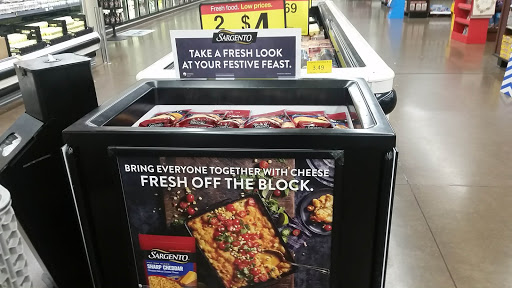 Fresh food. Low prices.
2 $4
69
SARGENTO
TAKE A FRESH LOOK
AT YOUR FESTIVE FEAST.
3.49
BRING EVERYONE TOGETHER WITH CHEESE
FRESH OFF THE BLOCK.
SARGENTO
SHARP CHEDDAR